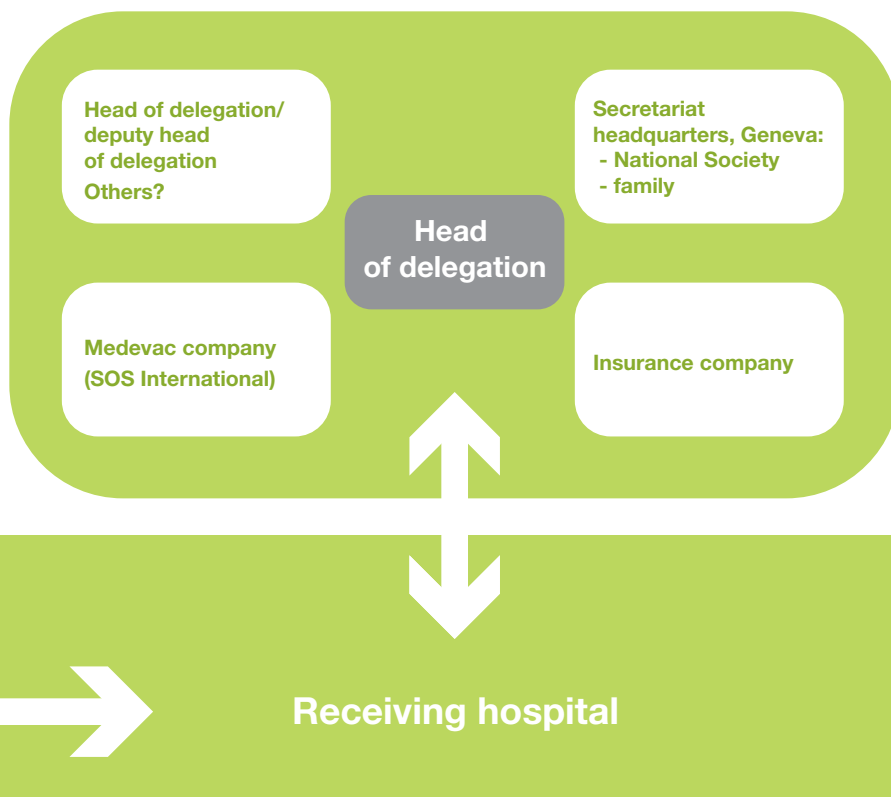 Head of delegation/
deputy head
of delegation
Others?
Secretariat
headquarters, Geneva:
- National Society
- family
Head
of delegation
Medevac company
(SOS International)
Insurance company
Receiving hospital